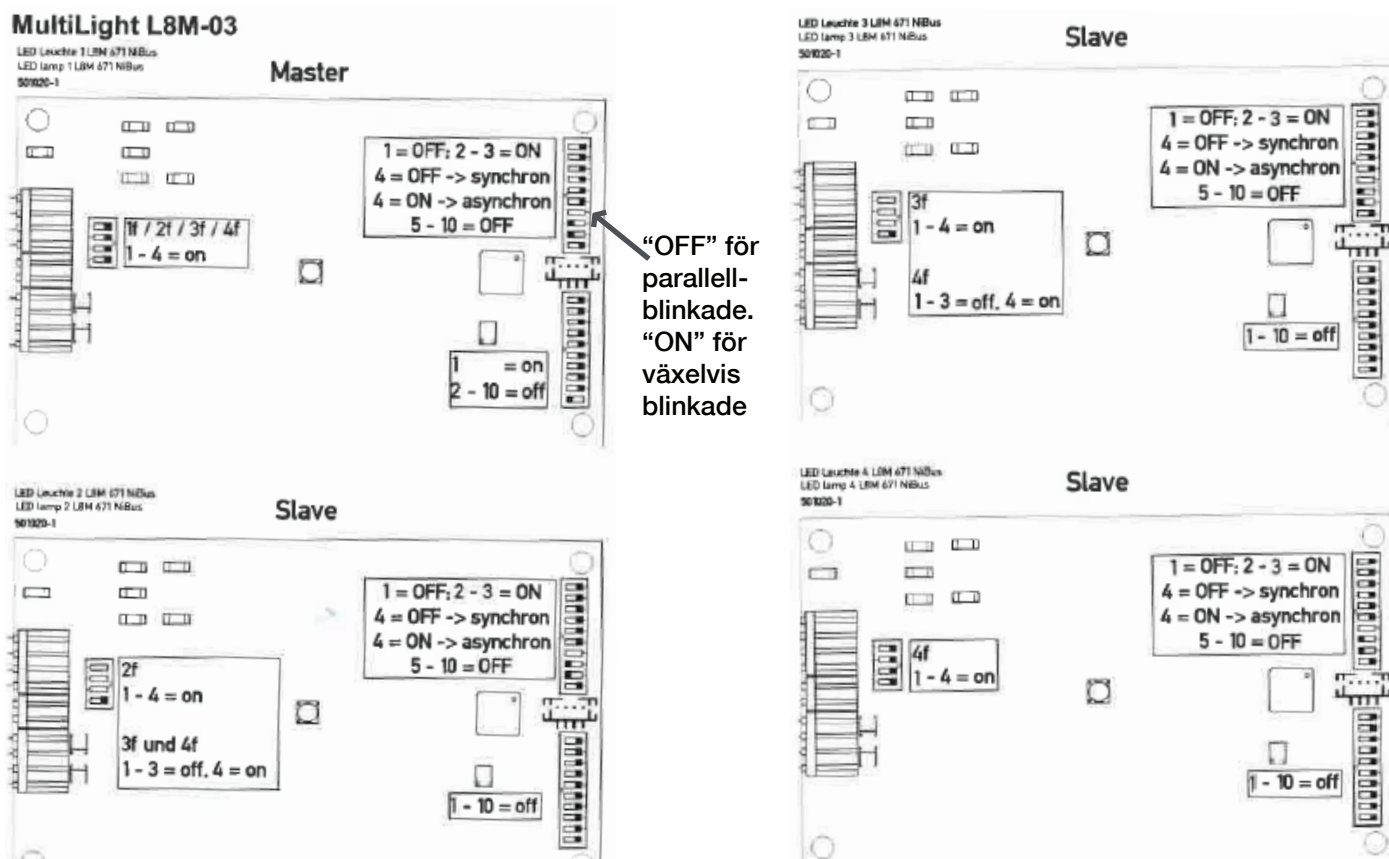 MultiLight L8M-03
LED Leuchte 1 L8M 671 NiBus
LED lamp 1 L8M 671 NiBus
501020-1
Master
1 = OFF; 2 - 3 = ON
4 = OFF -> synchron
4 = ON -> asynchron
5 - 10 = OFF
1f / 2f / 3f / 4f
1 - 4 = on
1 = on
2 - 10 = off
“OFF” för
parallell-
blinkade.
“ON” för
växelvis
blinkade
LED Leuchte 3 L8M 671 NiBus
LED lamp 3 L8M 671 NiBus
501020-1
Slave
1 = OFF; 2 - 3 = ON
4 = OFF -> synchron
4 = ON -> asynchron
5 - 10 = OFF
3f
1 - 4 = on
4f
1 - 3 = off, 4 = on
1 - 10 = off
LED Leuchte 2 L8M 671 NiBus
LED lamp 2 L8M 671 NiBus
501020-1
Slave
1 = OFF; 2 - 3 = ON
4 = OFF -> synchron
4 = ON -> asynchron
5 - 10 = OFF
2f
1 - 4 = on
3f und 4f
1 - 3 = off, 4 = on
1 - 10 = off
LED Leuchte 4 L8M 671 NiBus
LED lamp 4 L8M 671 NiBus
501020-1
Slave
1 = OFF; 2 - 3 = ON
4 = OFF -> synchron
4 = ON -> asynchron
5 - 10 = OFF
4f
1 - 4 = on
1 - 10 = off